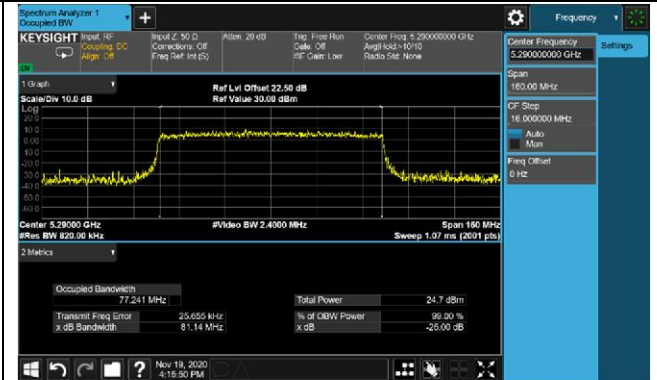 Spectrum Analyzer 1
Occupied BW
Frequency
KEYSIGHT
Input: RF
Coupling: DC
Align: Off
Input Z: 50 Ω
Corrections: Off
Freq Ref: Int (S)
Atten: 20 dB
Trig: Free Run
Gate: Off
#IF Gain: Low
Center Freq: 5.290000000 GHz
Avg|Hold:>10/10
Radio Std: None
Center Frequency
5.290000000 GHz
Settings
Span
160.00 MHz
CF Step
16.000000 MHz
Auto
Man
Freq Offset
0 Hz
1 Graph
Scale/Div 10.0 dB
Ref Lvl Offset 22.50 dB
Ref Value 30.00 dBm
Log
20.0
10.0
0.00
-10.0
-20.0
-30.0
-40.0
-50.0
-60.0
Center 5.29000 GHz
#Res BW 820.00 kHz
#Video BW 2.4000 MHz
Span 160 MHz
Sweep 1.07 ms (2001 pts)
2 Metrics
Occupied Bandwidth
77.241 MHz
Total Power
24.7 dBm
Transmit Freq Error
25.655 kHz
% of OBW Power
99.00 %
x dB Bandwidth
81.14 MHz
x dB
-26.00 dB
Nov 19, 2020
4:15:50 PM